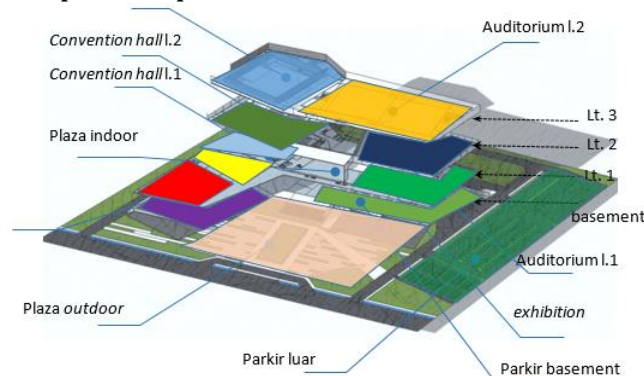 Auditorium l.2
Convention hall l.2
Convention hall l.1
Lt. 3
Plaza indoor
Lt. 2
Lt. 1
basement
Auditorium l.1
Plaza outdoor
exhibition
Parkir luar
Parkir basement